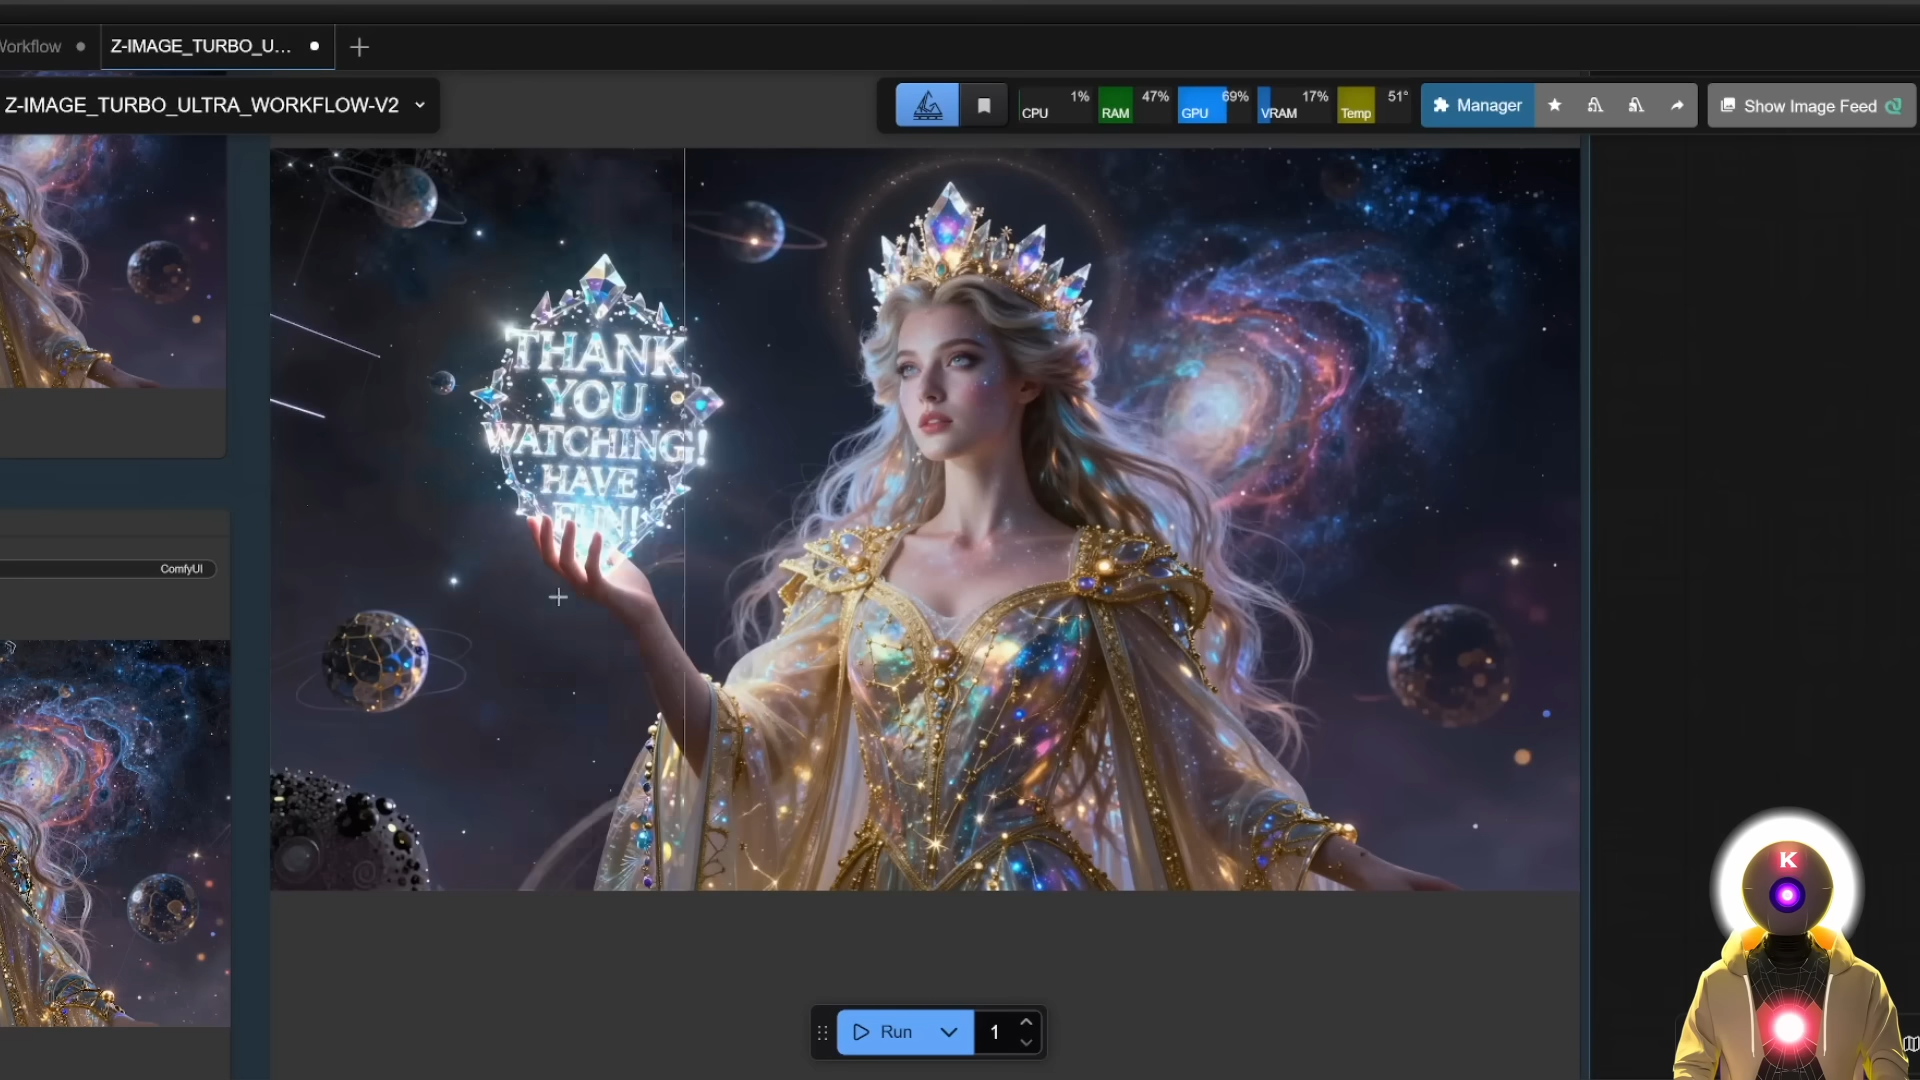 Workflow
Z-IMAGE_TURBO_U...
Z-IMAGE_TURBO_ULTRA_WORKFLOW-V2
CPU 1%
RAM 47%
GPU 69%
VRAM 17%
Temp 51°
Manager
Show Image Feed
THANK
YOU
WATCHING!
HAVE
FUN!
ComfyUI
K
Run
1